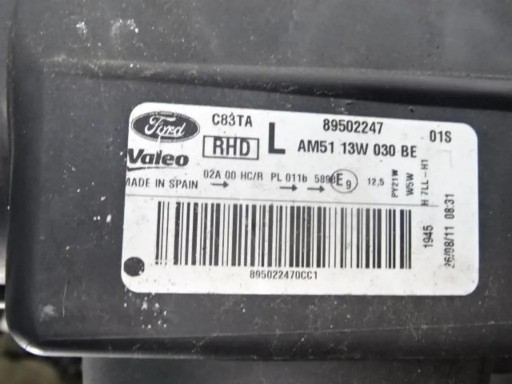 Ford C83TA 89502247 01S
Valeo RHD L AM51 13W 030 BE
MADE IN SPAIN 02A 00 HC/R PL 011b E9 12,5
PY21W
W5W
H 7LL-H1
1945 26/08/11 08:31
895022470CC1